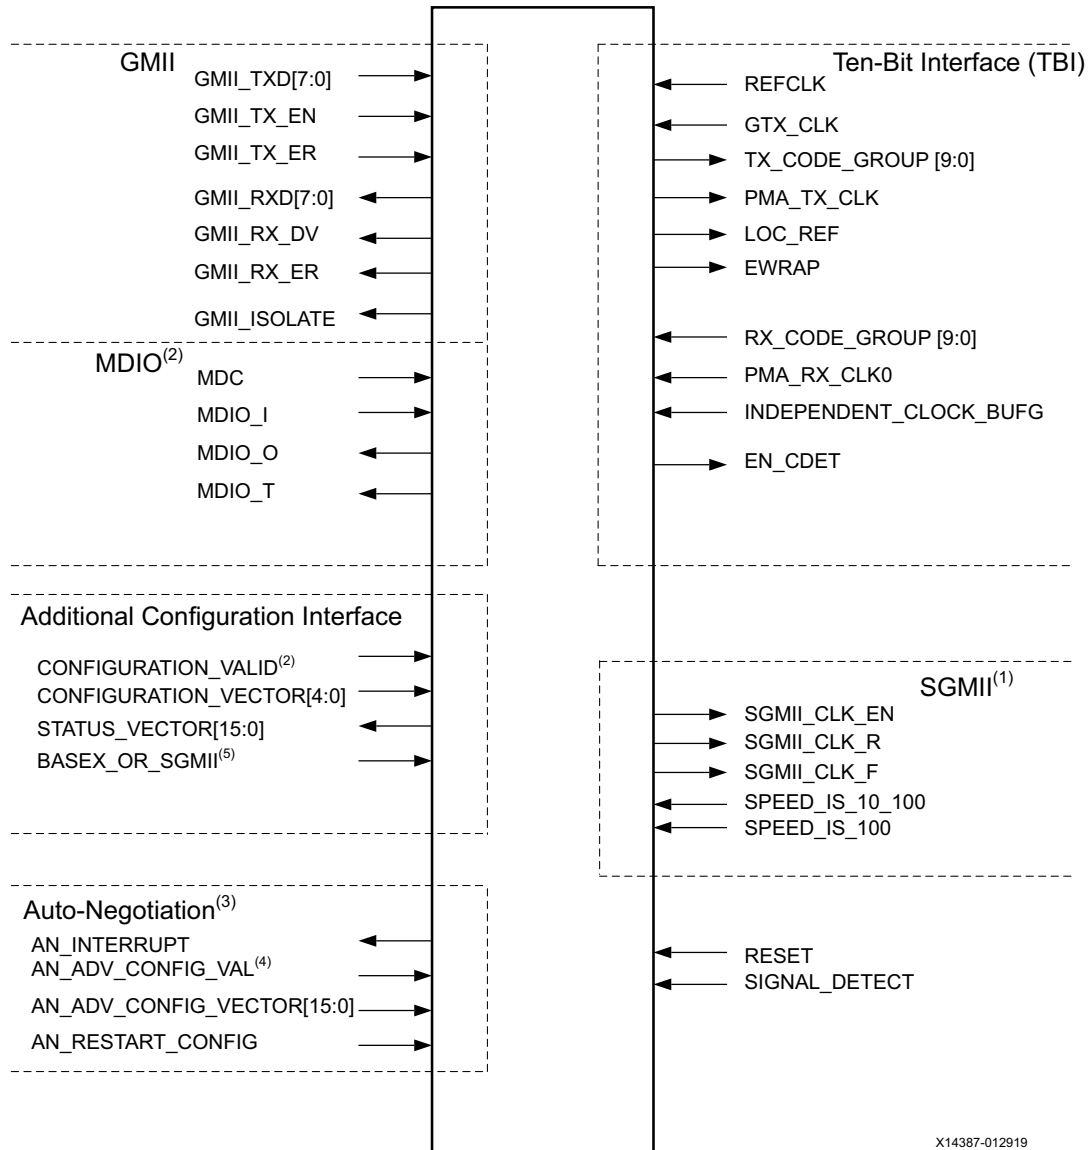 GMII
GMII_TXD[7:0]
GMII_TX_EN
GMII_TX_ER
GMII_RXD[7:0]
GMII_RX_DV
GMII_RX_ER
GMII_ISOLATE
MDIO(2)
MDC
MDIO_I
MDIO_O
MDIO_T
Additional Configuration Interface
CONFIGURATION_VALID(2)
CONFIGURATION_VECTOR[4:0]
STATUS_VECTOR[15:0]
BASEX_OR_SGMII(5)
Auto-Negotiation(3)
AN_INTERRUPT
AN_ADV_CONFIG_VAL(4)
AN_ADV_CONFIG_VECTOR[15:0]
AN_RESTART_CONFIG
Ten-Bit Interface (TBI)
REFCLK
GTX_CLK
TX_CODE_GROUP [9:0]
PMA_TX_CLK
LOC_REF
EWRAP
RX_CODE_GROUP [9:0]
PMA_RX_CLK0
INDEPENDENT_CLOCK_BUFG
EN_CDET
SGMII(1)
SGMII_CLK_EN
SGMII_CLK_R
SGMII_CLK_F
SPEED_IS_10_100
SPEED_IS_100
RESET
SIGNAL_DETECT
X14387-012919